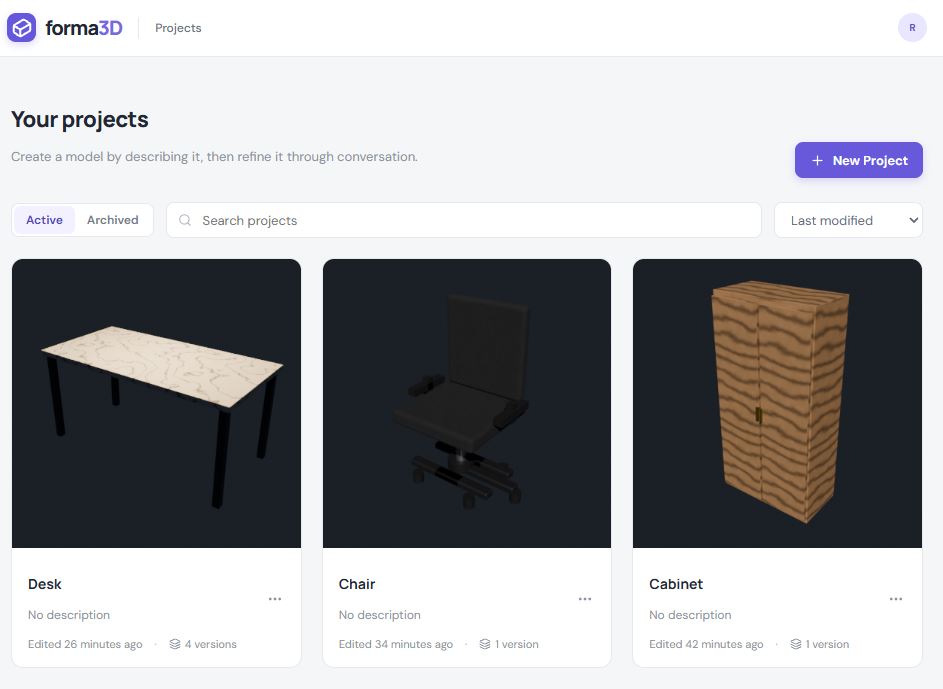 forma3D
Projects
R
Your projects
Create a model by describing it, then refine it through conversation.
New Project
Active
Archived
Search projects
Last modified
Desk
No description
Edited 26 minutes ago · 4 versions
Chair
No description
Edited 34 minutes ago · 1 version
Cabinet
No description
Edited 42 minutes ago · 1 version